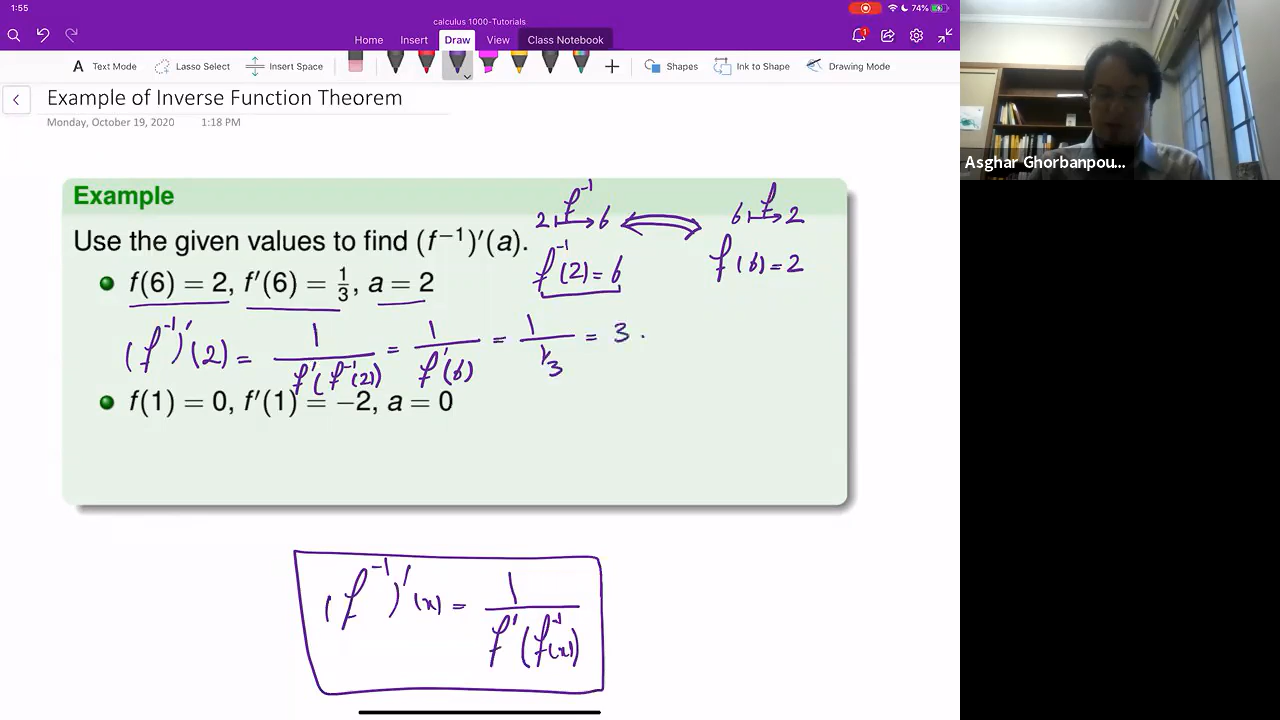 1:55
74%
calculus 1000-Tutorials
Home Insert Draw View Class Notebook
1
Text Mode Lasso Select Insert Space Shapes Ink to Shape Drawing Mode
Example of Inverse Function Theorem
Monday, October 19, 2020 1:18 PM
Asghar Ghorbanpou...
Example
2 ↦ 6 f⁻¹ ⟺ 6 ↦ 2 f
Use the given values to find (f⁻¹)′(a).
f⁻¹(2) = 6 f(6) = 2
f(6) = 2, f′(6) = 1/3, a = 2
(f⁻¹)′(2) = 1/f′(f⁻¹(2)) = 1/f′(6) = 1/(1/3) = 3.
f(1) = 0, f′(1) = −2, a = 0
(f⁻¹)′(x) = 1/f′(f⁻¹(x))